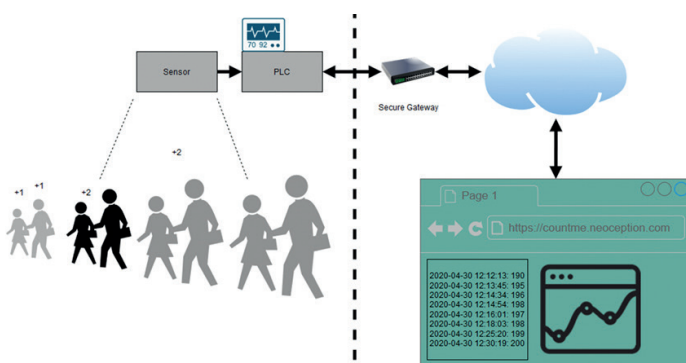 70 92
Sensor
PLC
Secure Gateway
+1
+1
+2
+2
Page 1
https://countme.neoception.com
2020-04-30 12:12:13: 190
2020-04-30 12:13:45: 195
2020-04-30 12:14:34: 196
2020-04-30 12:14:54: 198
2020-04-30 12:16:01: 197
2020-04-30 12:18:03: 198
2020-04-30 12:25:20: 199
2020-04-30 12:30:19: 200